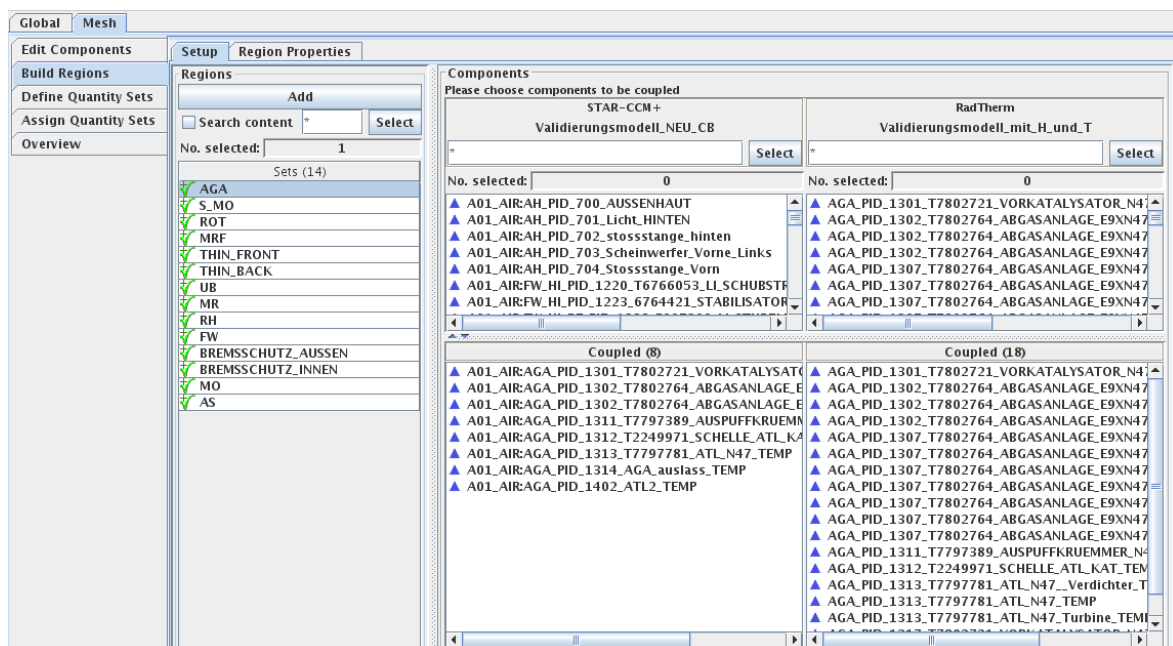 Global Mesh
Edit Components
Build Regions
Define Quantity Sets
Assign Quantity Sets
Overview
Setup Region Properties
Regions
Add
Search content * Select
No. selected: 1
Sets (14)
AGA
S_MO
ROT
MRF
THIN_FRONT
THIN_BACK
UB
MR
RH
FW
BREMSSCHUTZ_AUSSEN
BREMSSCHUTZ_INNEN
MO
AS
Components
Please choose components to be coupled
STAR-CCM+
Validierungsmodell_NEU_CB
* Select
No. selected: 0
A01_AIR:AH_PID_700_AUSSENHAUT
A01_AIR:AH_PID_701_Licht_HINTEN
A01_AIR:AH_PID_702_stossstange_hinten
A01_AIR:AH_PID_703_Scheinwerfer_Vorne_Links
A01_AIR:AH_PID_704_Stossstange_Vorn
A01_AIR:FW_HI_PID_1220_T6766053_LI_SCHUBSTR
A01_AIR:FW_HI_PID_1223_6764421_STABILISATOR
Coupled (8)
A01_AIR:AGA_PID_1301_T7802721_VORKATALYSATO
A01_AIR:AGA_PID_1302_T7802764_ABGASANLAGE_E
A01_AIR:AGA_PID_1302_T7802764_ABGASANLAGE_E
A01_AIR:AGA_PID_1311_T7797389_AUSPUFFKRUEMM
A01_AIR:AGA_PID_1312_T2249971_SCHELLE_ATL_KA
A01_AIR:AGA_PID_1313_T7797781_ATL_N47_TEMP
A01_AIR:AGA_PID_1314_AGA_auslass_TEMP
A01_AIR:AGA_PID_1402_ATL2_TEMP
RadTherm
Validierungsmodell_mit_H_und_T
* Select
No. selected: 0
AGA_PID_1301_T7802721_VORKATALYSATOR_N47
AGA_PID_1302_T7802764_ABGASANLAGE_E9XN47
AGA_PID_1302_T7802764_ABGASANLAGE_E9XN47
AGA_PID_1302_T7802764_ABGASANLAGE_E9XN47
AGA_PID_1307_T7802764_ABGASANLAGE_E9XN47
AGA_PID_1307_T7802764_ABGASANLAGE_E9XN47
AGA_PID_1307_T7802764_ABGASANLAGE_E9XN47
Coupled (18)
AGA_PID_1301_T7802721_VORKATALYSATOR_N47
AGA_PID_1302_T7802764_ABGASANLAGE_E9XN47
AGA_PID_1302_T7802764_ABGASANLAGE_E9XN47
AGA_PID_1302_T7802764_ABGASANLAGE_E9XN47
AGA_PID_1307_T7802764_ABGASANLAGE_E9XN47
AGA_PID_1307_T7802764_ABGASANLAGE_E9XN47
AGA_PID_1307_T7802764_ABGASANLAGE_E9XN47
AGA_PID_1307_T7802764_ABGASANLAGE_E9XN47
AGA_PID_1307_T7802764_ABGASANLAGE_E9XN47
AGA_PID_1307_T7802764_ABGASANLAGE_E9XN47
AGA_PID_1307_T7802764_ABGASANLAGE_E9XN47
AGA_PID_1311_T7797389_AUSPUFFKRUEMMER_N4
AGA_PID_1312_T2249971_SCHELLE_ATL_KAT_TEM
AGA_PID_1313_T7797781_ATL_N47__Verdichter_T
AGA_PID_1313_T7797781_ATL_N47_TEMP
AGA_PID_1313_T7797781_ATL_N47_Turbine_TEMI